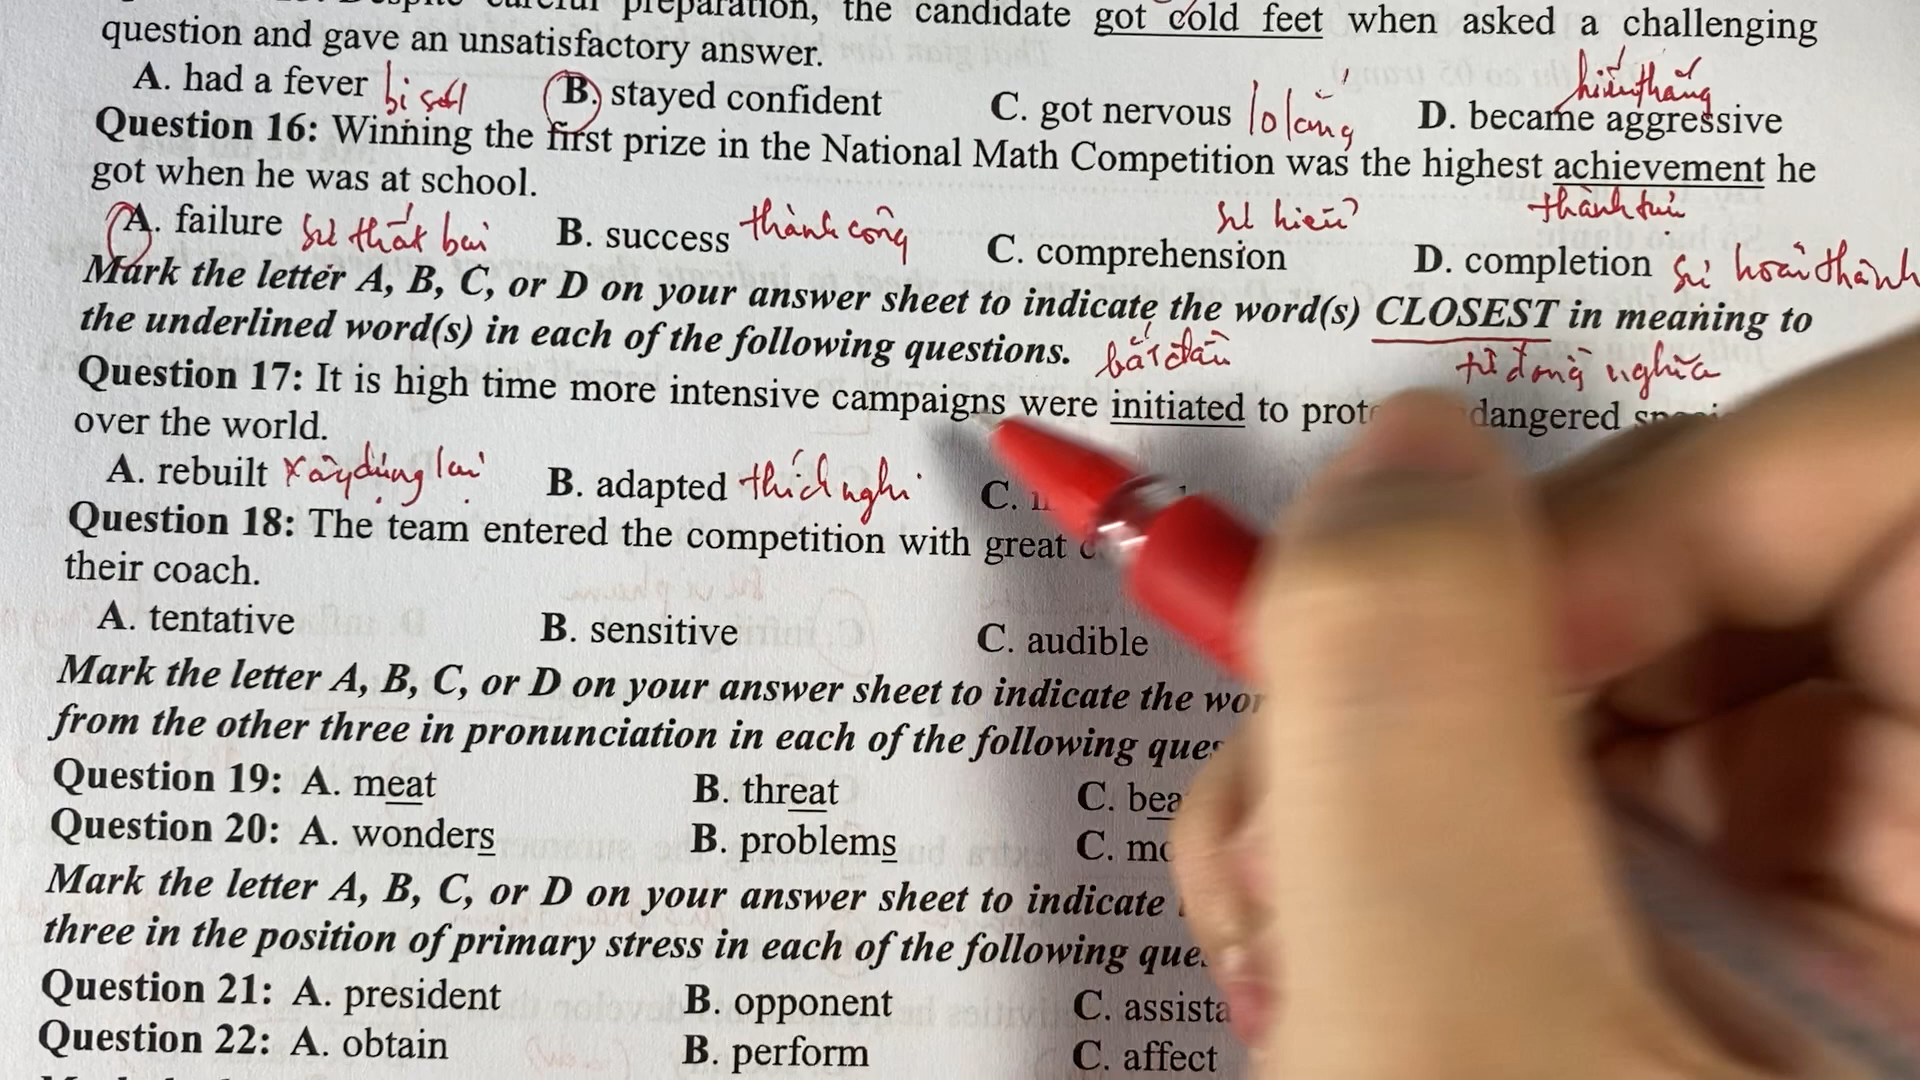 preparation, the candidate got cold feet when asked a challenging
question and gave an unsatisfactory answer.
hiếu thắng
A. had a fever bị sốt B. stayed confident C. got nervous lo lắng D. became aggressive
Question 16: Winning the first prize in the National Math Competition was the highest achievement he
got when he was at school.
sự hiểu thành tựu
A. failure sự thất bại B. success thành công C. comprehension D. completion sự hoàn thành
Mark the letter A, B, C, or D on your answer sheet to indicate the word(s) CLOSEST in meaning to
the underlined word(s) in each of the following questions. bắt đầu từ đồng nghĩa
Question 17: It is high time more intensive campaigns were initiated to
over the world.
A. rebuilt xây dựng lại B. adapted thích nghi C.
Question 18: The team entered the competition with great
their coach.
A. tentative B. sensitive C. audible
Mark the letter A, B, C, or D on your answer sheet to indicate the
from the other three in pronunciation in each of the following
Question 19: A. meat B. threat C.
Question 20: A. wonders B. problems C.
Mark the letter A, B, C, or D on your answer sheet to indicate
three in the position of primary stress in each of the following
Question 21: A. president B. opponent C.
Question 22: A. obtain B. perform C. affect